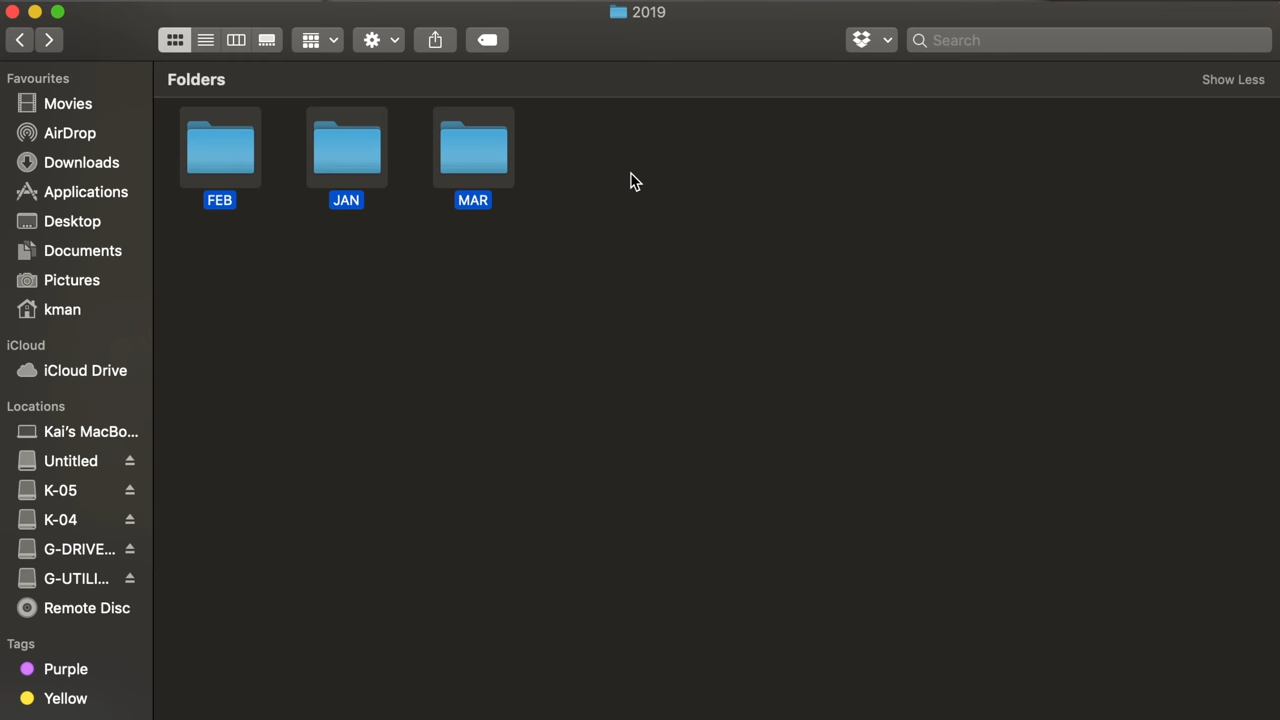 2019
Search
Favourites
Movies
AirDrop
Downloads
Applications
Desktop
Documents
Pictures
kman
iCloud
iCloud Drive
Locations
Kai's MacBo...
Untitled
K-05
K-04
G-DRIVE...
G-UTILI...
Remote Disc
Tags
Purple
Yellow
Folders
Show Less
FEB
JAN
MAR